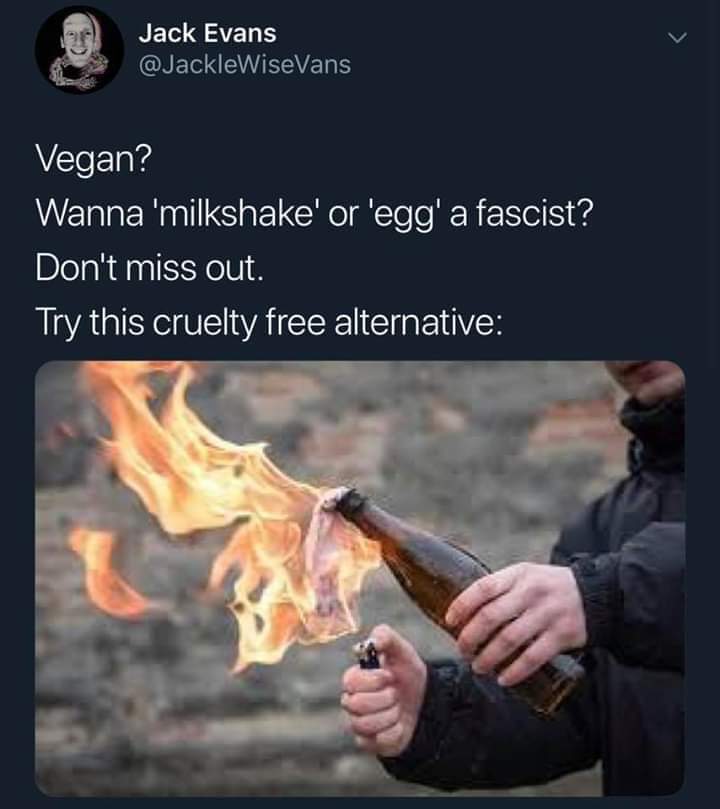 Jack Evans
@JackleWiseVans
Vegan?
Wanna 'milkshake' or 'egg' a fascist?
Don't miss out.
Try this cruelty free alternative: